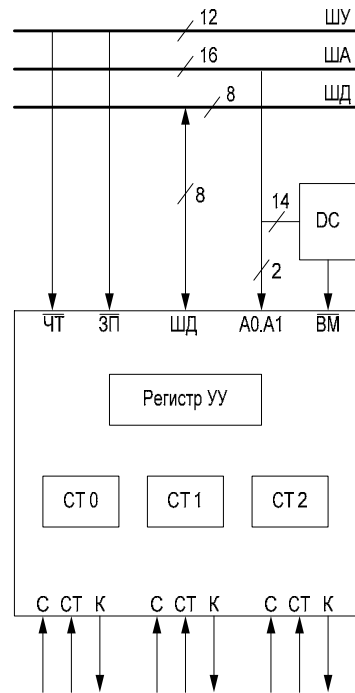 12 ШУ
16 ША
8 ШД
8
14
DC
2
ЧТ ЗП ШД А0.А1 ВМ
Регистр УУ
СТ 0 СТ 1 СТ 2
С СТ К С СТ К С СТ К